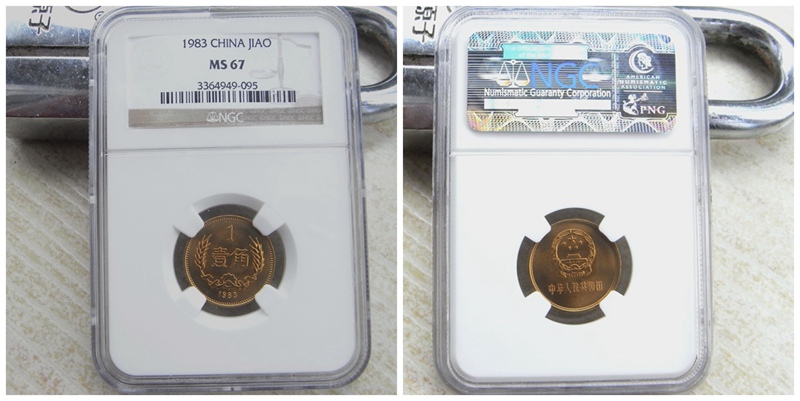 1983 CHINA JIAO
MS 67
3364949-095
NGC
1
壹角
1983
NGC
Numismatic Guaranty Corporation
AMERICAN
NUMISMATIC
ASSOCIATION
PNG
中华人民共和国